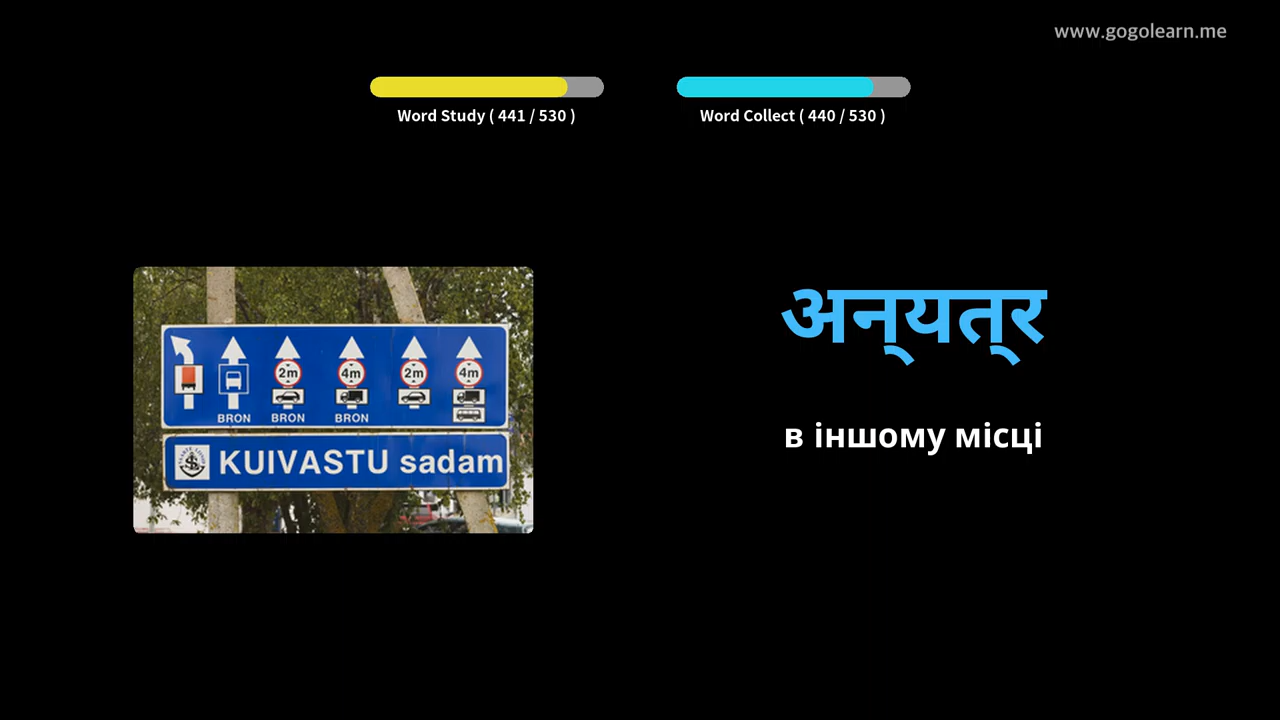 www.gogolearn.me
Word Study ( 441 / 530 )
Word Collect ( 440 / 530 )
2m 4m 2m 4m
BRON BRON BRON
KUIVASTU sadam
अन्‌यत्‌र
в іншому місці